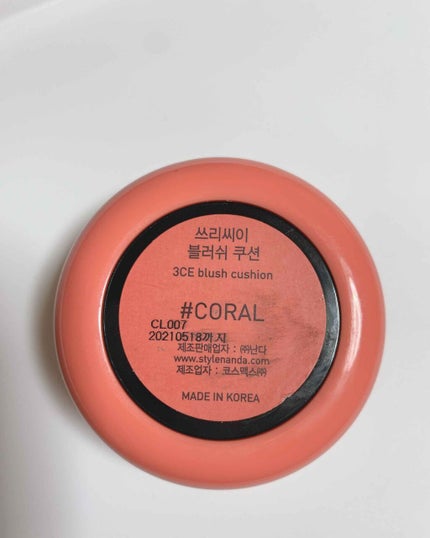 쓰리씨이
블러쉬 쿠션
3CE blush cushion
#CORAL
CL007
20210518까지
제조판매업자 : ㈜난다
www.stylenanda.com
제조업자 : 코스맥스㈜
MADE IN KOREA